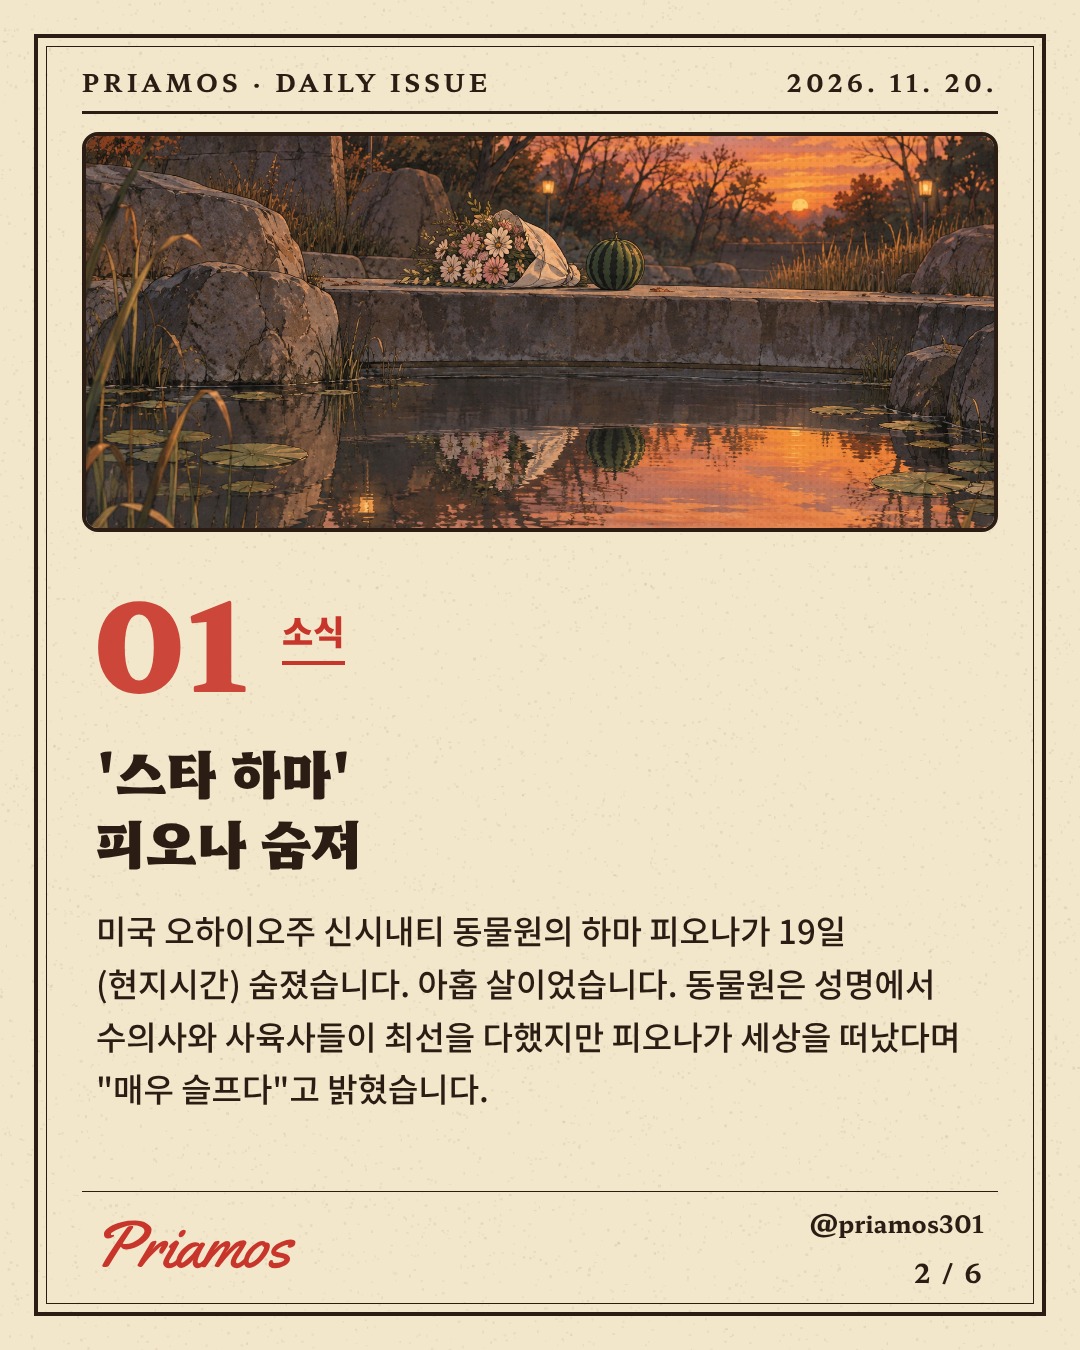 PRIAMOS · DAILY ISSUE
2026. 11. 20.
01
소식
'스타 하마'
피오나 숨져
미국 오하이오주 신시내티 동물원의 하마 피오나가 19일
(현지시간) 숨졌습니다. 아홉 살이었습니다. 동물원은 성명에서
수의사와 사육사들이 최선을 다했지만 피오나가 세상을 떠났다며
"매우 슬프다"고 밝혔습니다.
Priamos
@priamos301
2 / 6